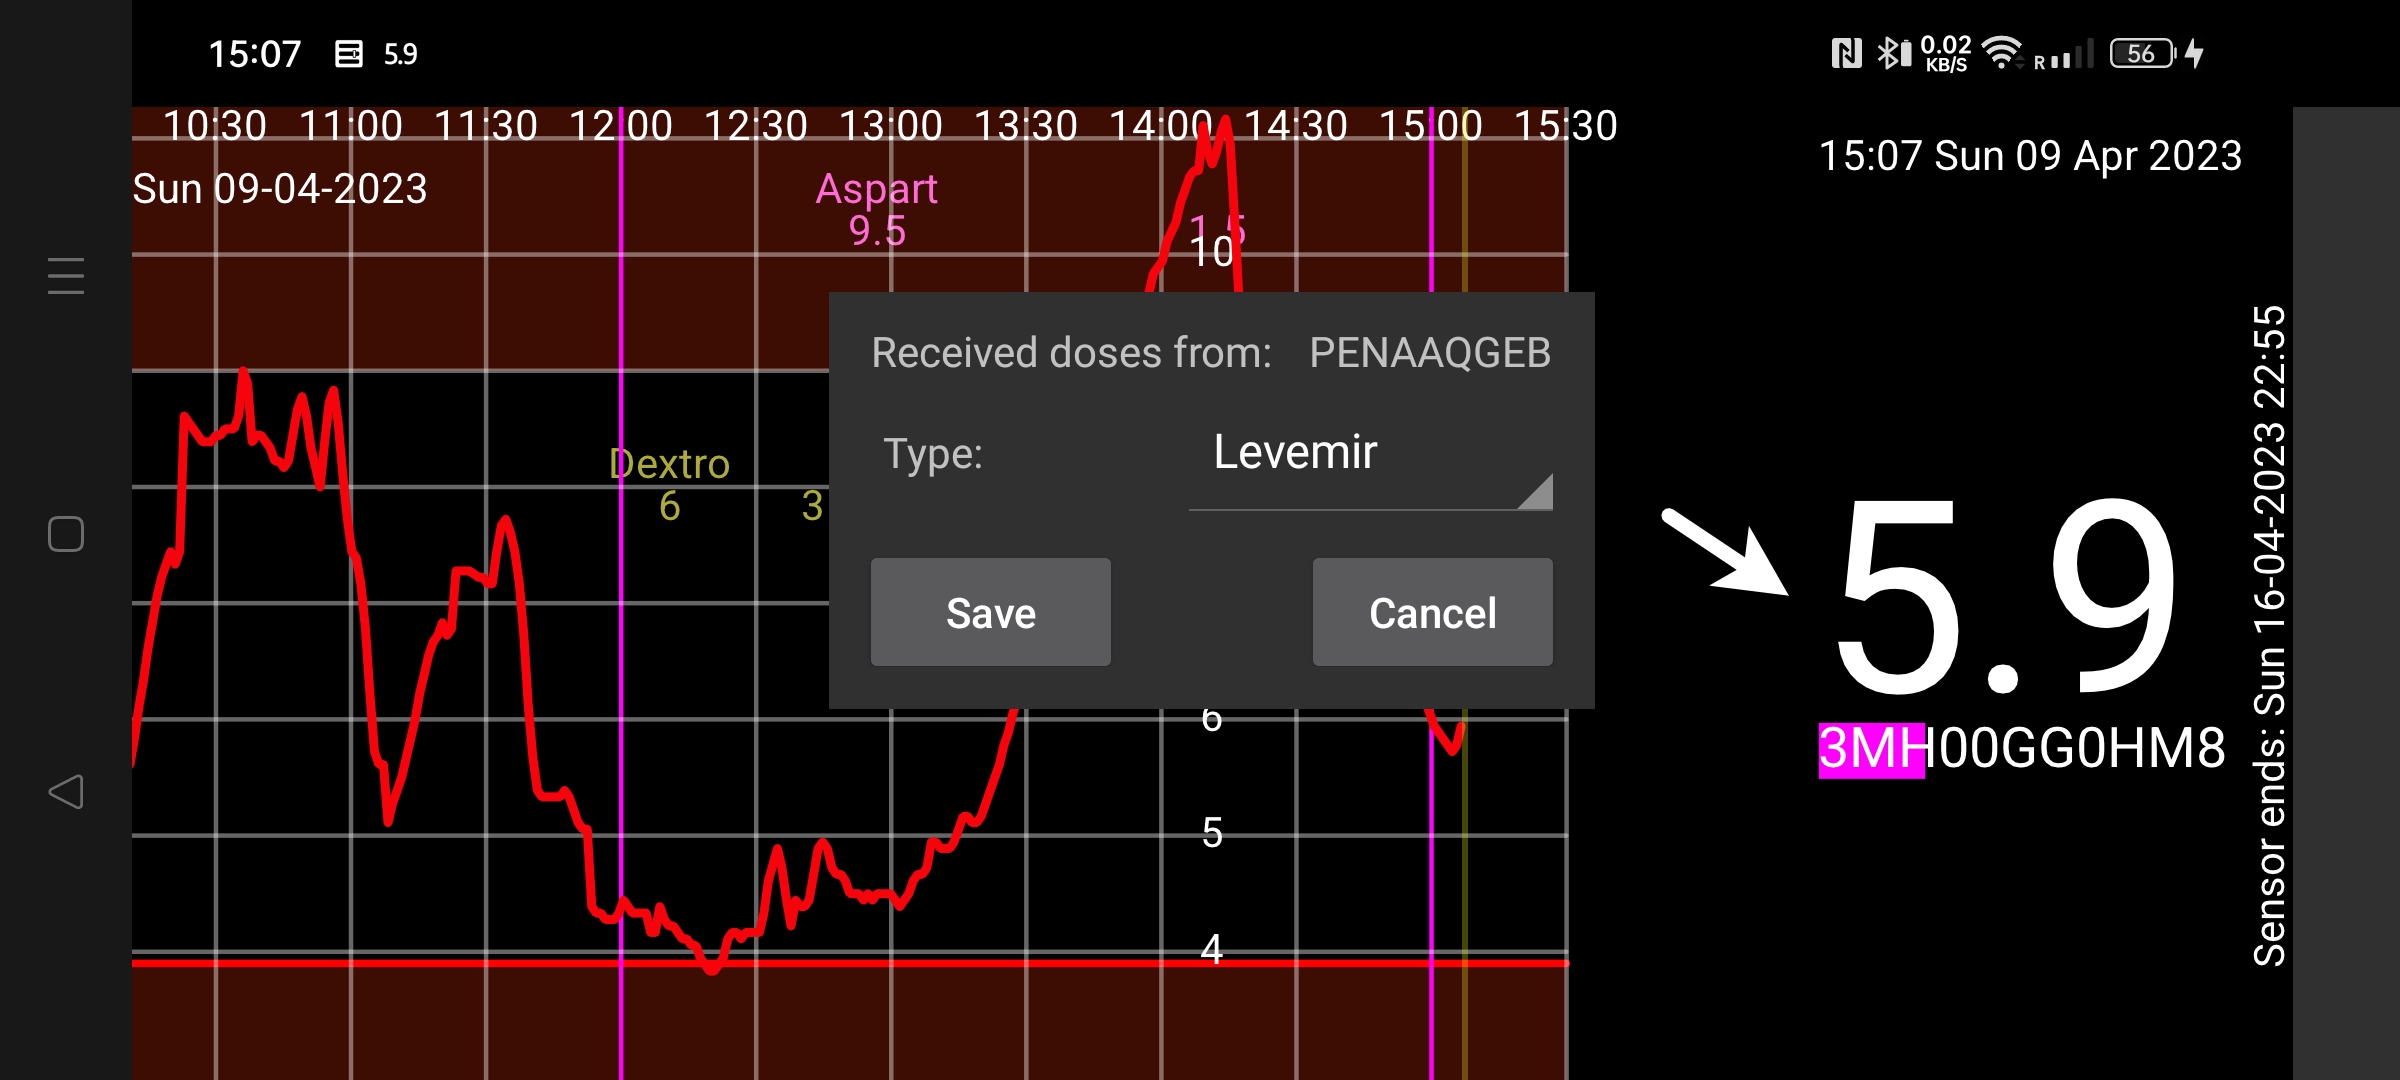 15:07 5.9
0.02
KB/S
R
56
10:30 11:00 11:30 12:00 12:30 13:00 13:30 14:00 14:30 15:00 15:30
Sun 09-04-2023
Aspart
9.5
1.5
10
Dextro
6
3
Received doses from: PENAAQGEB
Type: Levemir
Save Cancel
6
5
4
15:07 Sun 09 Apr 2023
5.9
3MH00GG0HM8
Sensor ends: Sun 16-04-2023 22:55